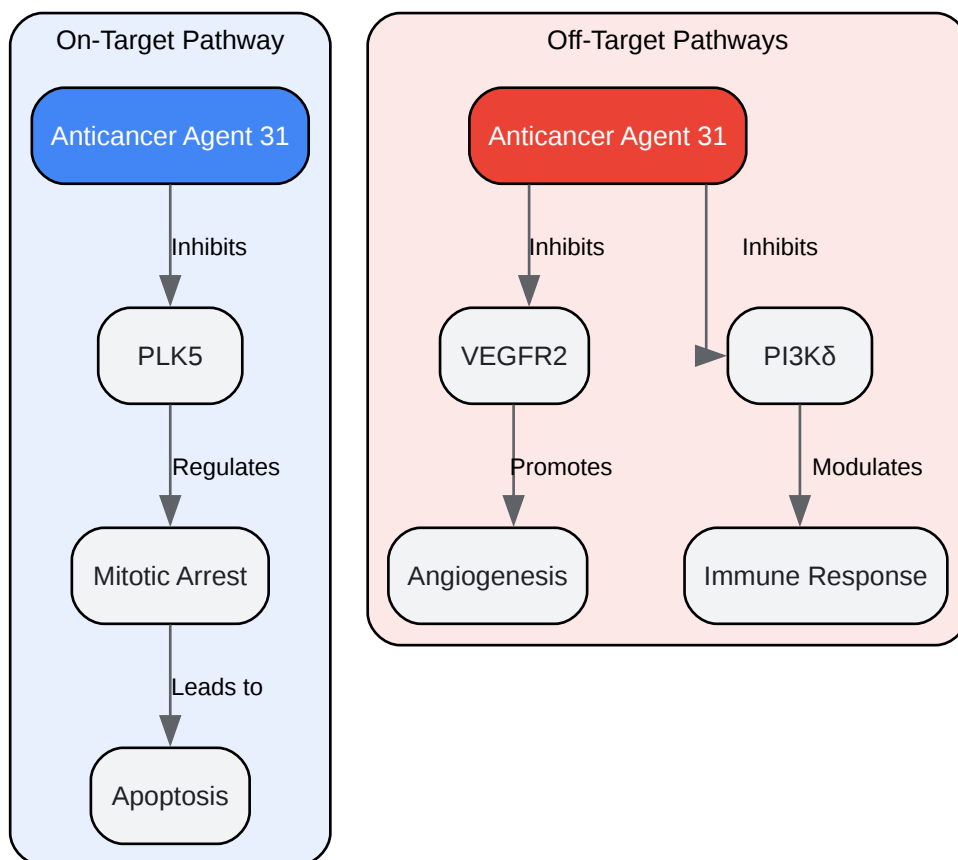 On-Target Pathway
Anticancer Agent 31
Inhibits
PLK5
Regulates
Mitotic Arrest
Leads to
Apoptosis
Off-Target Pathways
Anticancer Agent 31
Inhibits
Inhibits
VEGFR2
PI3Kδ
Promotes
Modulates
Angiogenesis
Immune Response